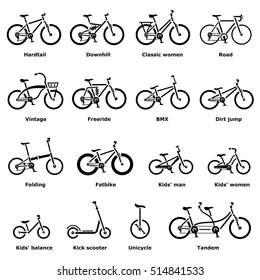 Hardtail Downhill Classic women Road
Vintage Freeride BMX Dirt jump
Folding Fatbike Kids' man Kids' women
Kids' balance Kick scooter Unicycle Tandem
shutterstock.com · 514841533